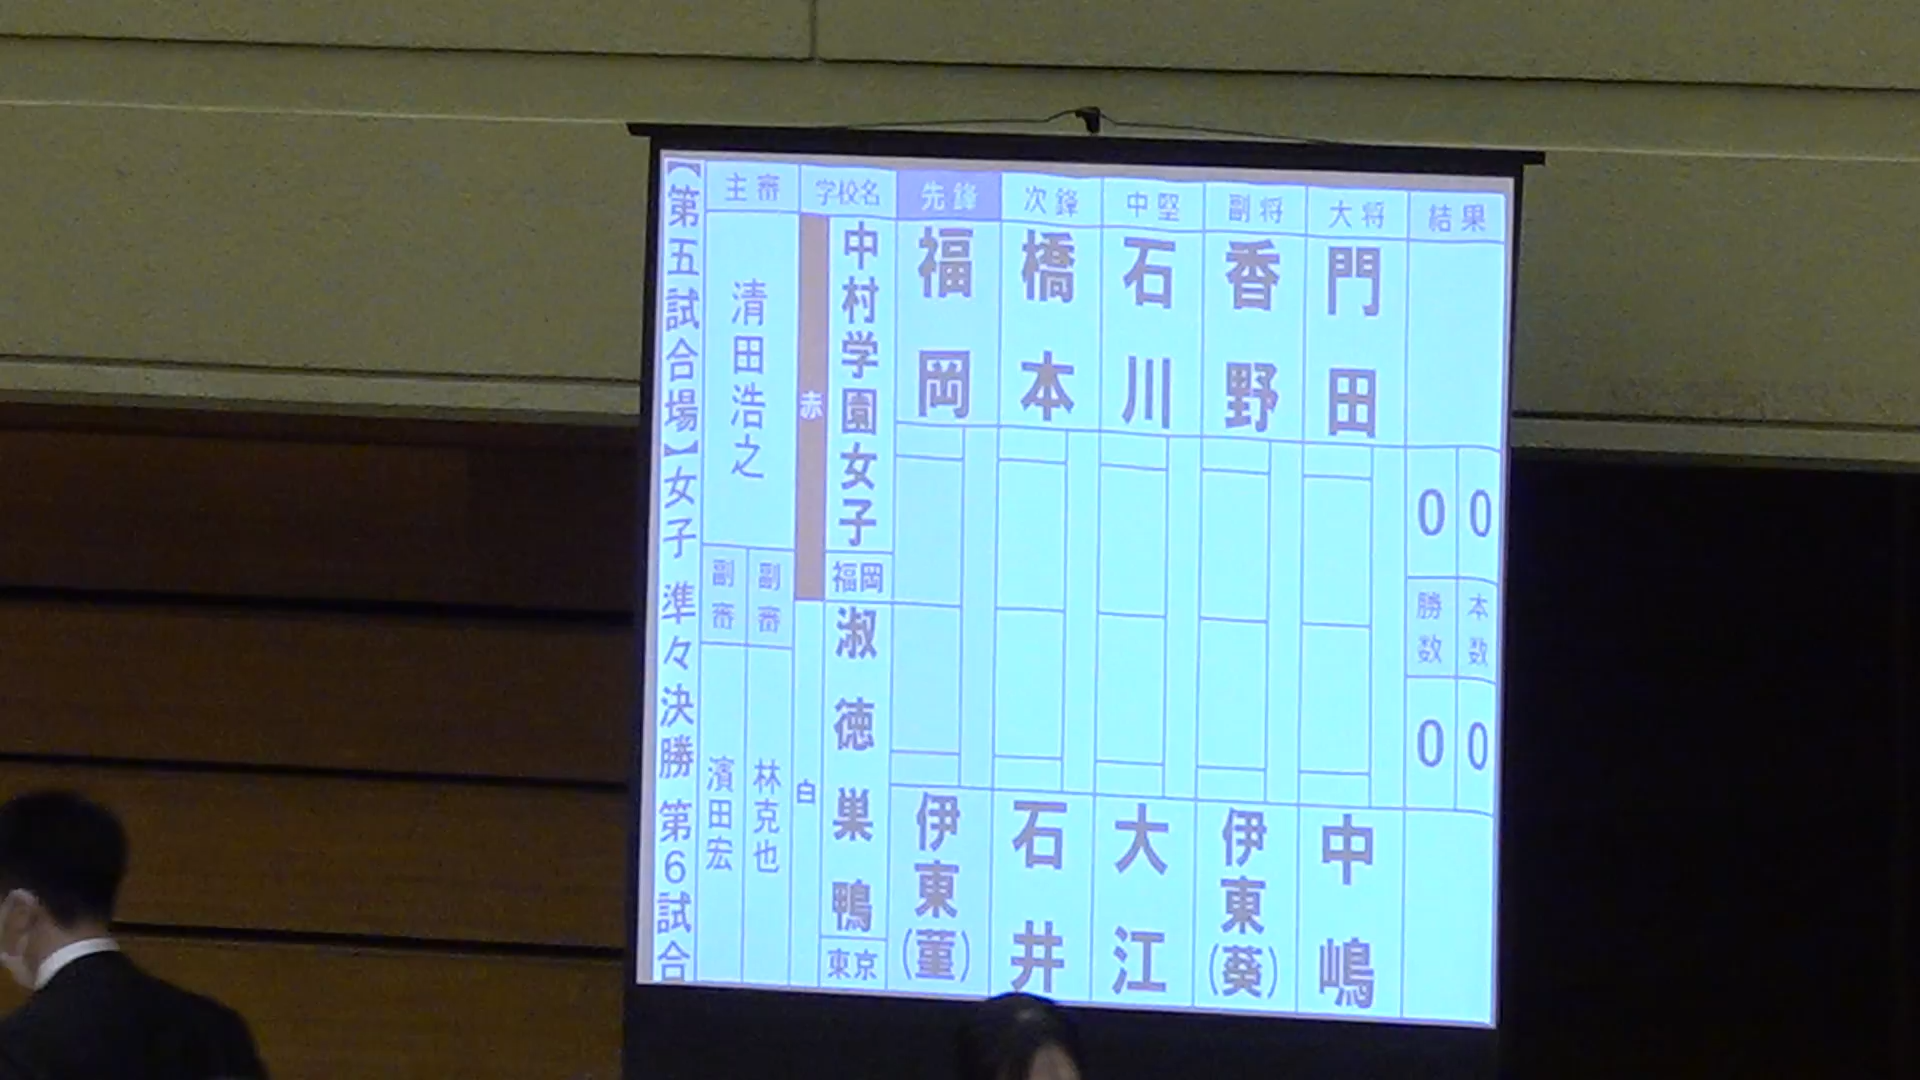 【第五試合場】女子 準々決勝 第6試合
主審
清田浩之
副審
副審
濱田宏
林克也
学校名
赤
中村学園女子
福岡
白
淑徳巣鴨
東京
先鋒
福岡
伊東(菫)
次鋒
橋本
石井
中堅
石川
大江
副将
香野
伊東(葵)
大将
門田
中嶋
結果
0 0
勝数 本数
0 0